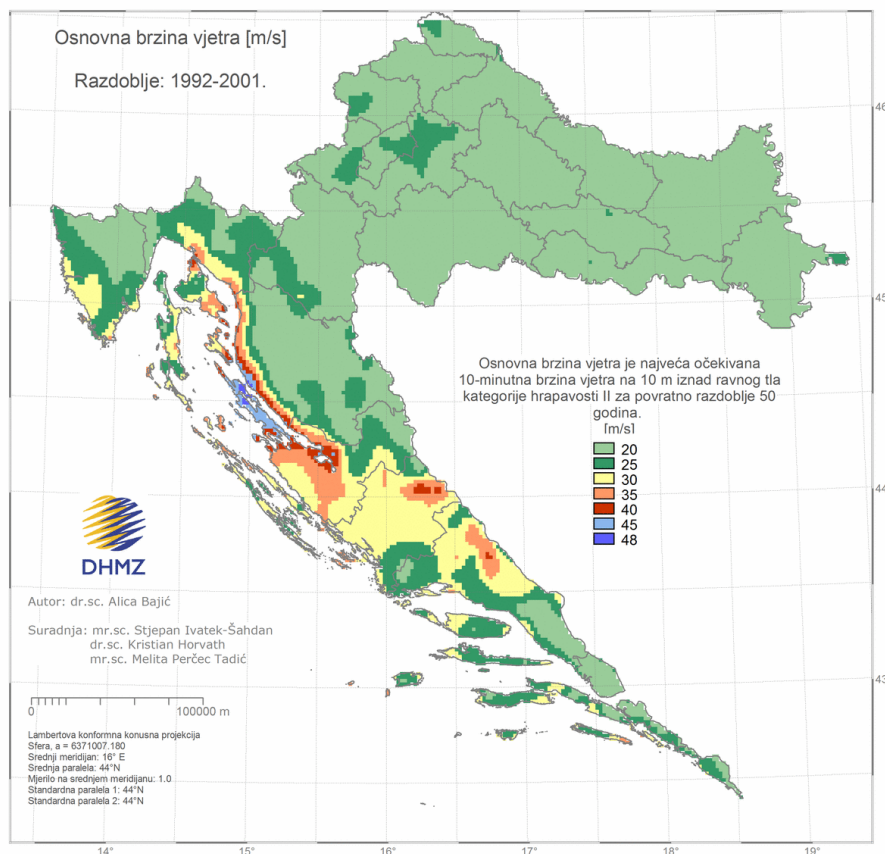 Osnovna brzina vjetra [m/s]
Razdoblje: 1992-2001.
46
45
Osnovna brzina vjetra je najveća očekivana
10-minutna brzina vjetra na 10 m iznad ravnog tla
kategorije hrapavosti II za povratno razdoblje 50
godina.
[m/s]
20
25
30
35
40
45
48
44
DHMZ
Autor: dr.sc. Alica Bajić
Suradnja: mr.sc. Stjepan Ivatek-Šahdan
dr.sc. Kristian Horvath
mr.sc. Melita Perčec Tadić
43
0 100000 m
Lambertova konformna konusna projekcija
Sfera, a = 6371007.180
Srednji meridijan: 16° E
Srednja paralela: 44°N
Mjerilo na srednjem meridijanu: 1.0
Standardna paralela 1: 44°N
Standardna paralela 2: 44°N
14° 15° 16° 17° 18° 19°